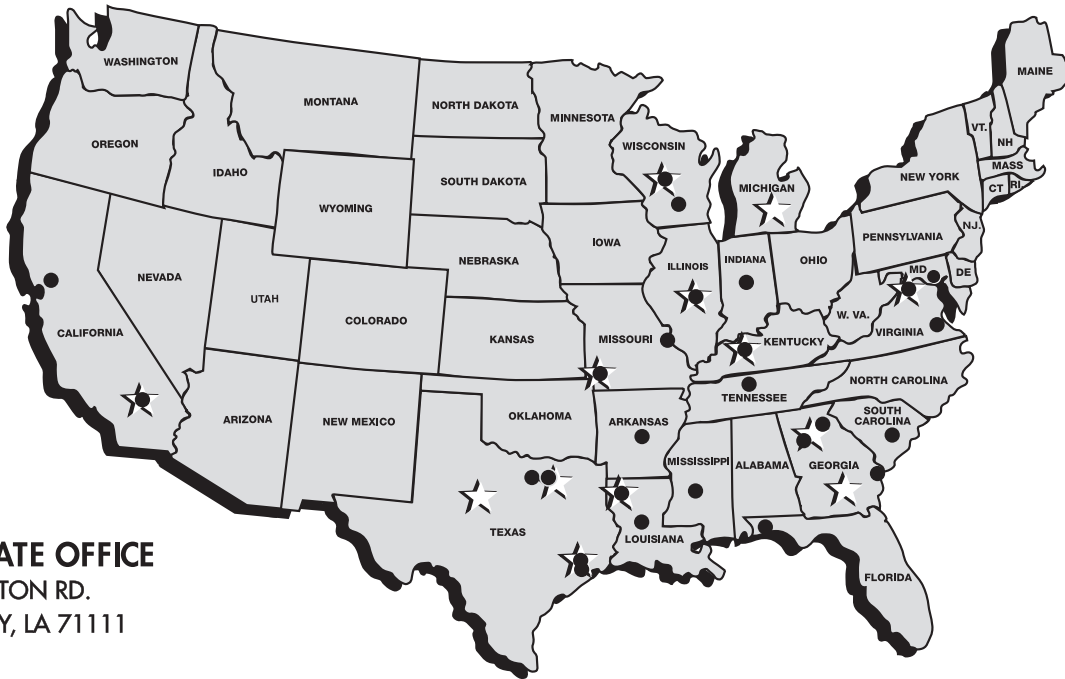 WASHINGTON
OREGON
IDAHO
MONTANA
WYOMING
NORTH DAKOTA
SOUTH DAKOTA
MINNESOTA
WISCONSIN
MICHIGAN
NEBRASKA
IOWA
NEVADA
UTAH
COLORADO
KANSAS
MISSOURI
ILLINOIS
INDIANA
OHIO
PENNSYLVANIA
NEW YORK
VT.
NH
MAINE
MASS
CT
RI.
NJ.
MD
DE
W. VA.
VIRGINIA
KENTUCKY
CALIFORNIA
ARIZONA
NEW MEXICO
OKLAHOMA
ARKANSAS
TENNESSEE
NORTH CAROLINA
SOUTH
CAROLINA
MISSISSIPPI
ALABAMA
GEORGIA
TEXAS
LOUISIANA
FLORIDA
ATE OFFICE
TON RD.
Y, LA 71111